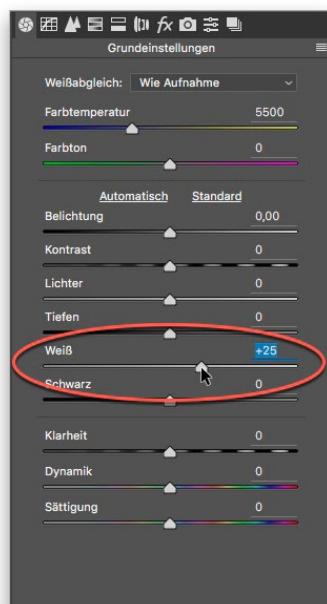 fx
Grundeinstellungen
Weißabgleich: Wie Aufnahme
Farbtemperatur 5500
Farbton 0
Automatisch Standard
Belichtung 0,00
Kontrast 0
Lichter 0
Tiefen 0
Weiß +25
Schwarz 0
Klarheit 0
Dynamik 0
Sättigung 0